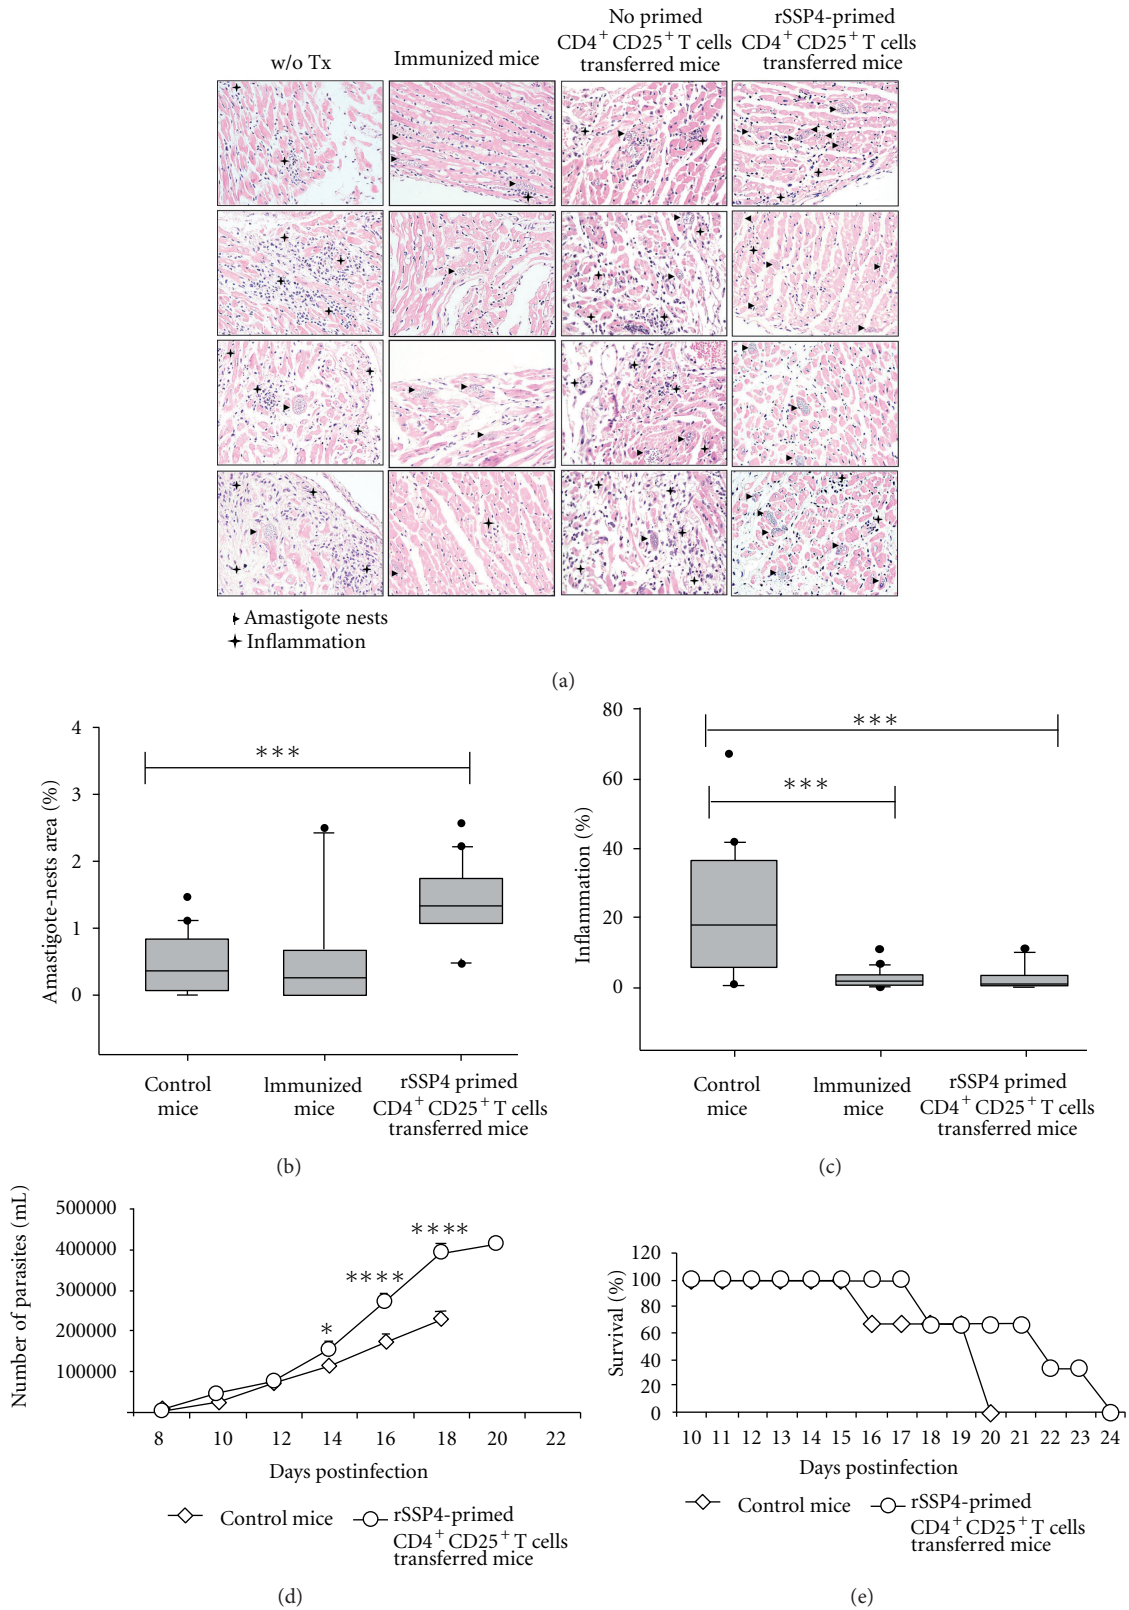 w/o Tx
Immunized mice
No primed
CD4+ CD25+ T cells
transferred mice
rSSP4-primed
CD4+ CD25+ T cells
transferred mice
Amastigote nests
Inflammation
(a)
Amastigote-nests area (%)
4
3
2
1
0
***
Control
mice
Immunized
mice
rSSP4 primed
CD4+ CD25+ T cells
transferred mice
(b)
Inflammation (%)
80
60
40
20
0
***
***
Control
mice
Immunized
mice
rSSP4 primed
CD4+ CD25+ T cells
transferred mice
(c)
Number of parasites (mL)
500000
400000
300000
200000
100000
*
****
****
8 10 12 14 16 18 20 22
Days postinfection
Control mice
rSSP4-primed
CD4+ CD25+ T cells
transferred mice
(d)
Survival (%)
120
100
80
60
40
20
0
10 11 12 13 14 15 16 17 18 19 20 21 22 23 24
Days postinfection
Control mice
rSSP4-primed
CD4+ CD25+ T cells
transferred mice
(e)